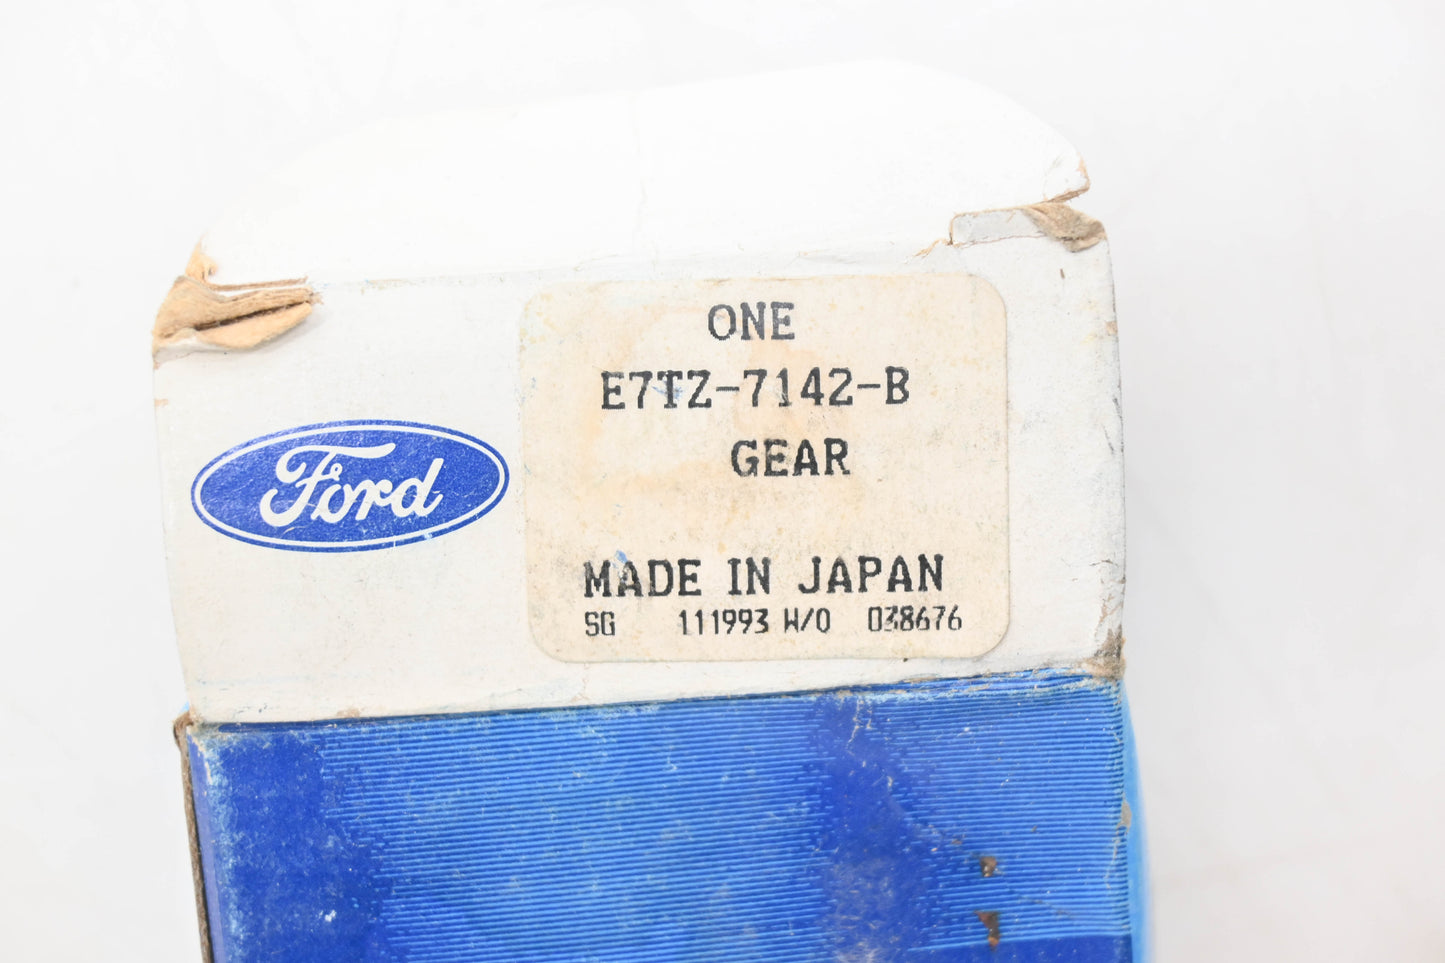 ONE
E7TZ-7142-B
GEAR
Ford
MADE IN JAPAN
SG 111993 W/O 038676